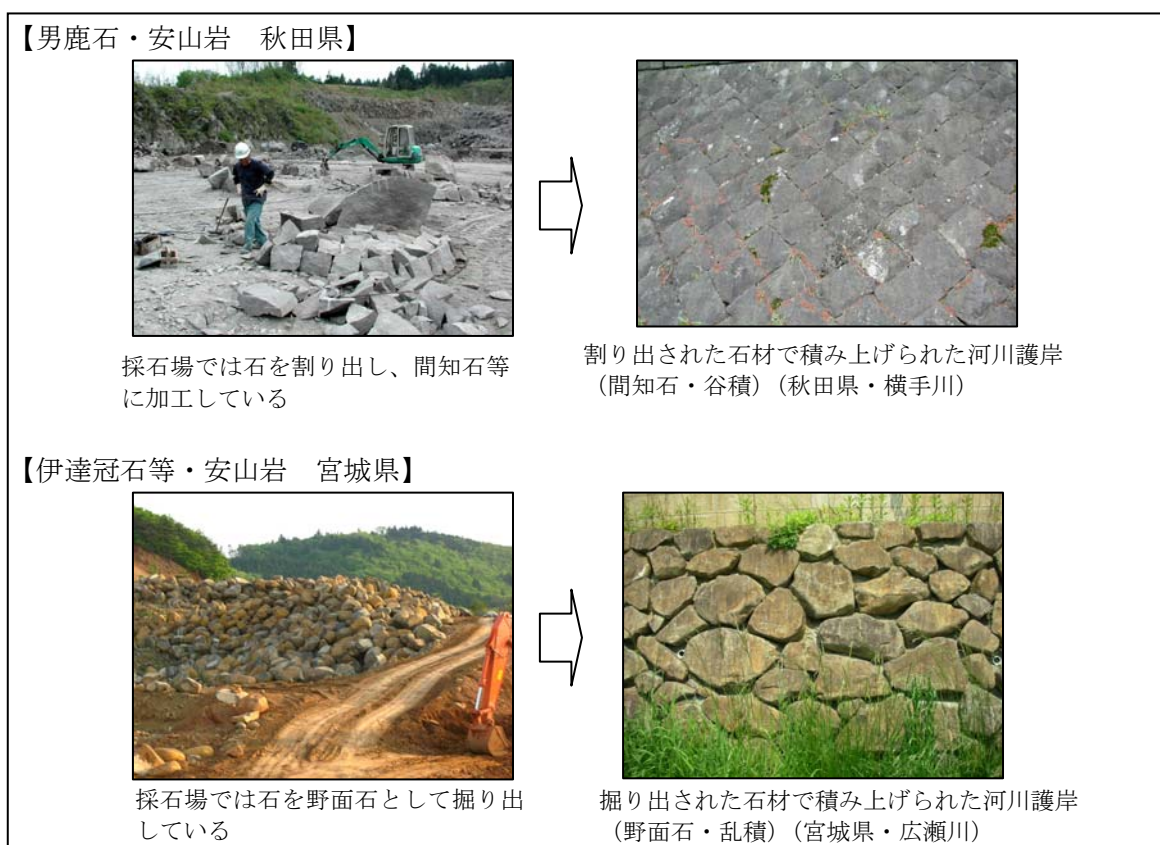 【男鹿石・安山岩　秋田県】
採石場では石を割り出し、間知石等
に加工している
割り出された石材で積み上げられた河川護岸
（間知石・谷積）（秋田県・横手川）
【伊達冠石等・安山岩　宮城県】
採石場では石を野面石として掘り出
している
掘り出された石材で積み上げられた河川護岸
（野面石・乱積）（宮城県・広瀬川）